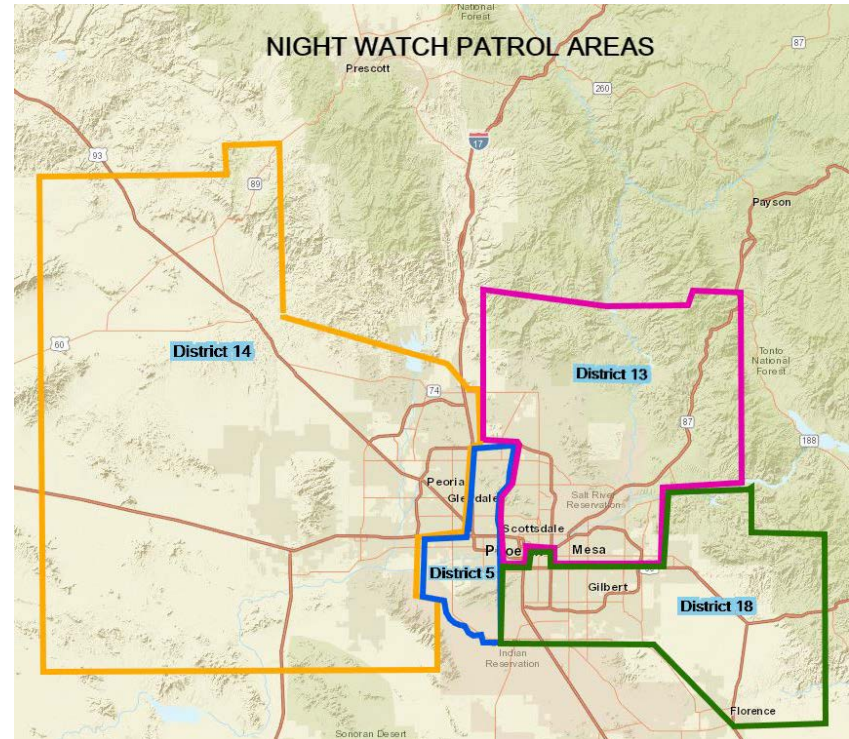 National
Forest
NIGHT WATCH PATROL AREAS
87
Prescott
260
17
93
89
Payson
60
District 14
Tonto
National
Forest
District 13
74
87
188
Peoria
Glendale
Salt River
Reservation
Scottsdale
Mesa
District 5
Gilbert
District 18
Indian
Reservation
Florence
Sonoran Desert